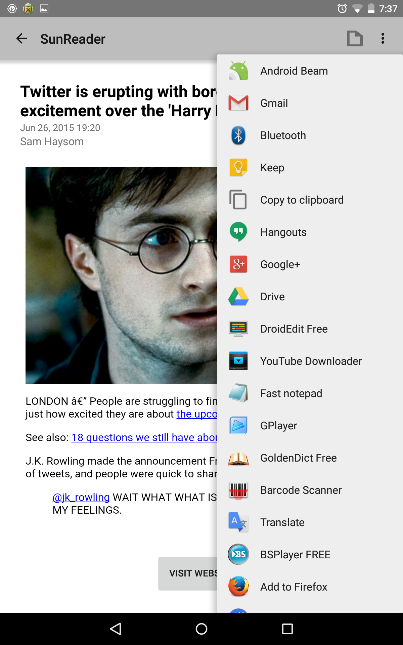 7:37
SunReader
Twitter is erupting with bor
excitement over the 'Harry
Jun 26, 2015 19:20
Sam Haysom
LONDON â€“ People are struggling to fin
just how excited they are about the upco
See also: 18 questions we still have abou
J.K. Rowling made the announcement Fr
of tweets, and people were quick to shar
@jk_rowling WAIT WHAT WHAT IS
MY FEELINGS.
VISIT WEBS
Android Beam
Gmail
Bluetooth
Keep
Copy to clipboard
Hangouts
Google+
Drive
DroidEdit Free
YouTube Downloader
Fast notepad
GPlayer
GoldenDict Free
Barcode Scanner
Translate
BSPlayer FREE
Add to Firefox